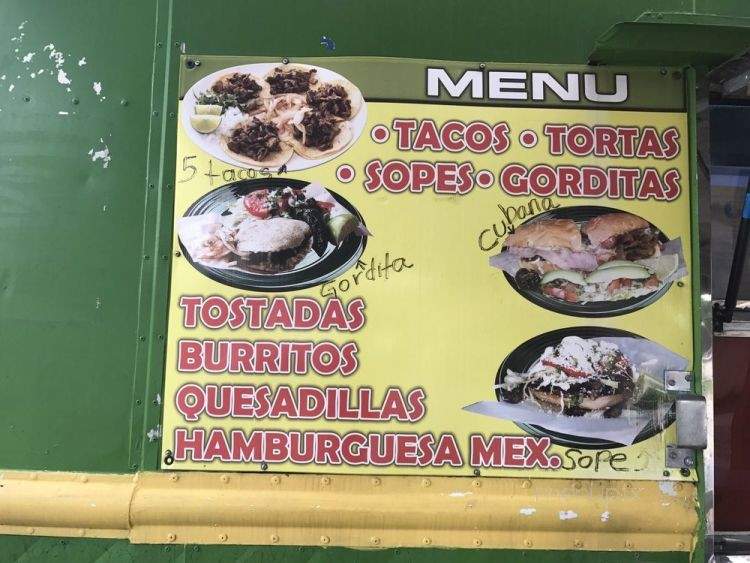 MENU
• TACOS • TORTAS
• SOPES • GORDITAS
5 tacos
cubana
Gordita
TOSTADAS
BURRITOS
QUESADILLAS
HAMBURGUESA MEX.
Sope